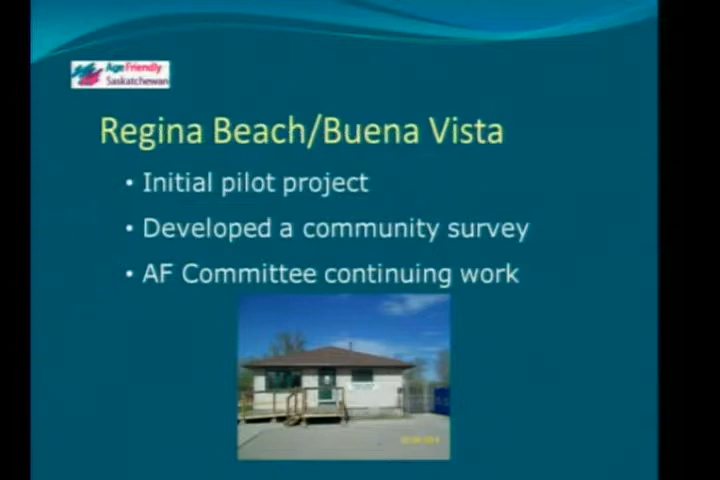 Age Friendly
Saskatchewan
Regina Beach/Buena Vista
• Initial pilot project
• Developed a community survey
• AF Committee continuing work